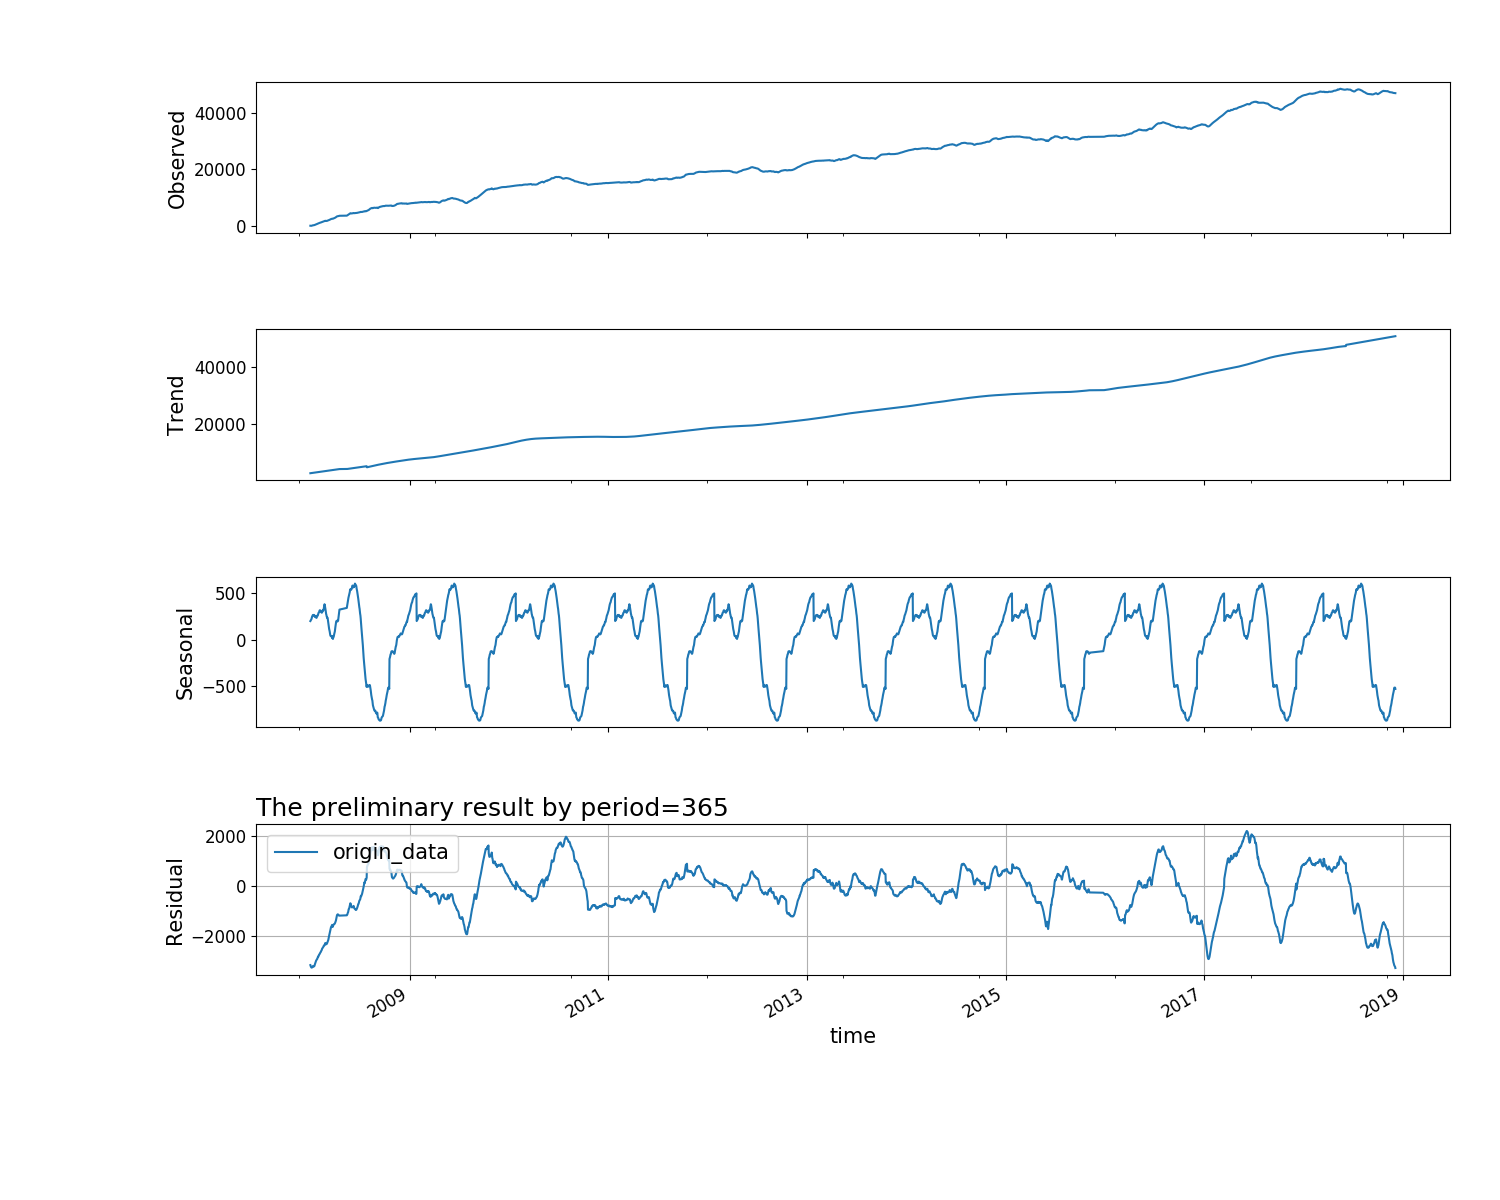 Observed
40000
20000
0
Trend
40000
20000
Seasonal
500
0
−500
The preliminary result by period=365
origin_data
Residual
2000
0
−2000
2009
2011
2013
2015
2017
2019
time